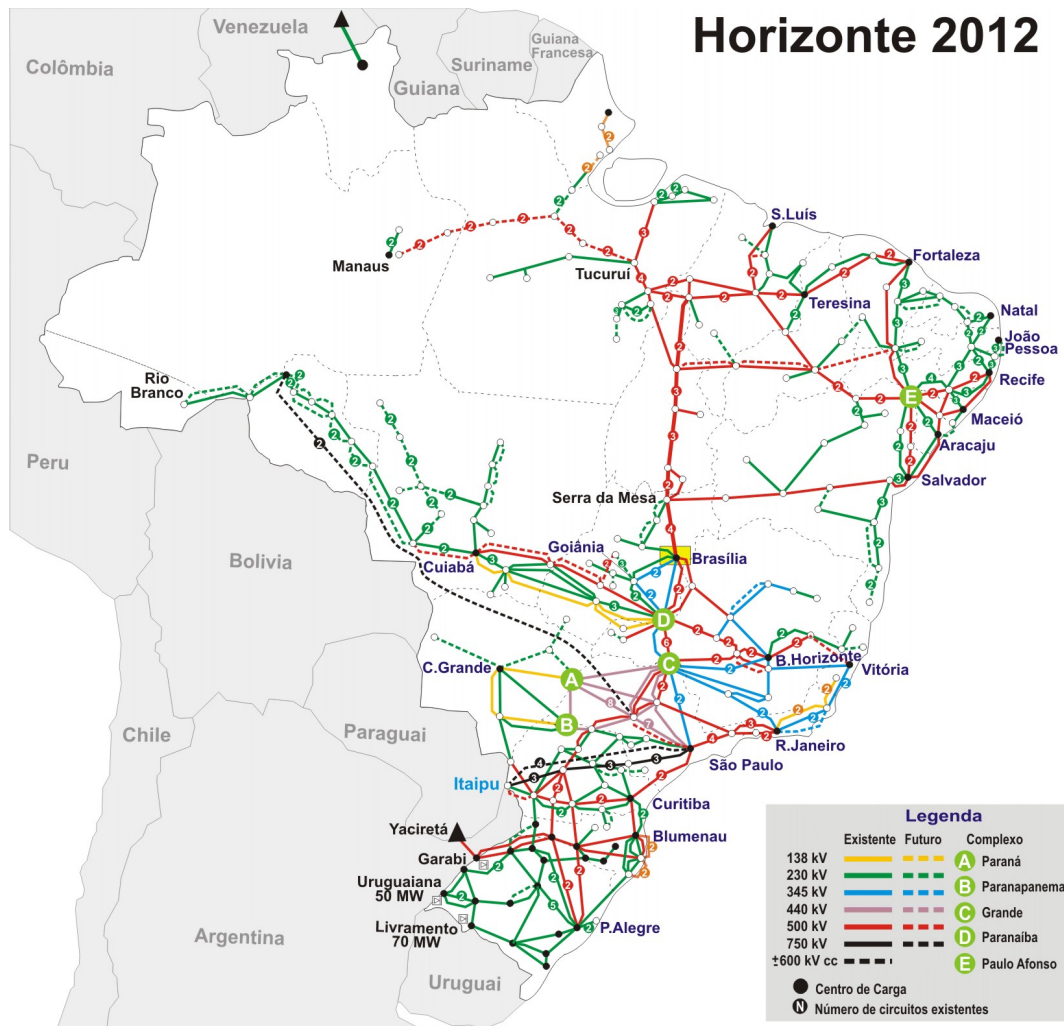 Horizonte 2012
Venezuela
Guiana
Francesa
Suriname
Colômbia
Guiana
S.Luís
Fortaleza
Manaus
Tucuruí
Teresina
Natal
João
Pessoa
Rio
Branco
Recife
Maceió
Aracaju
Peru
Salvador
Serra da Mesa
Goiânia
Brasília
Bolivia
Cuiabá
C.Grande
B.Horizonte
Vitória
Chile
Paraguai
R.Janeiro
São Paulo
Itaipu
Curitiba
Yaciretá
Blumenau
Garabi
Uruguaiana
50 MW
Livramento
70 MW
P.Alegre
Argentina
Uruguai
A
B
C
D
E
Legenda
Existente Futuro Complexo
138 kV A Paraná
230 kV B Paranapanema
345 kV
440 kV C Grande
500 kV D Paranaíba
750 kV
±600 kV cc E Paulo Afonso
Centro de Carga
N Número de circuitos existentes